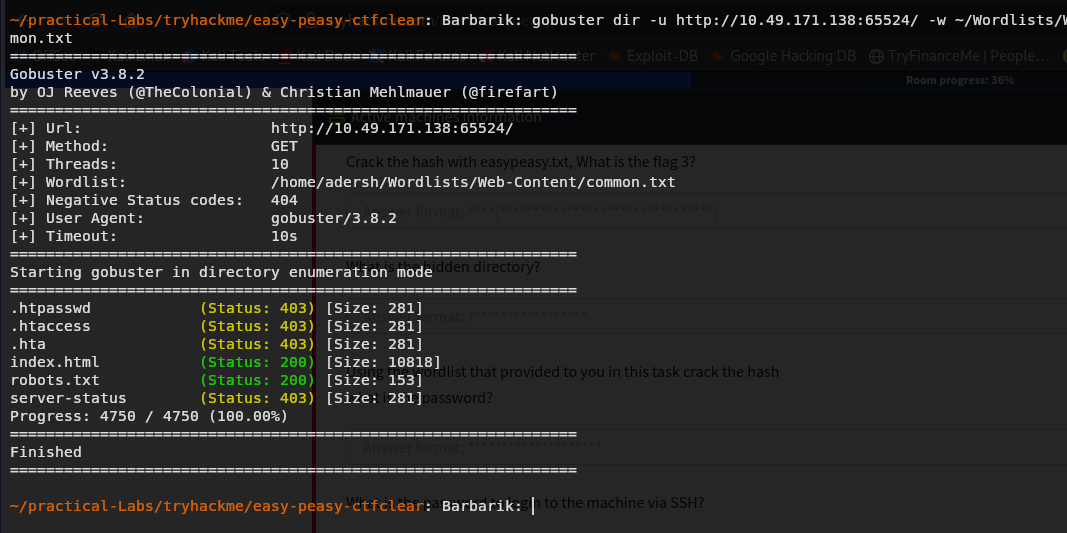 ~/practical-Labs/tryhackme/easy-peasy-ctfclear: Barbarik: gobuster dir -u http://10.49.171.138:65524/ -w ~/Wordlists/W
mon.txt
Exploit-DB Google Hacking DB TryFinanceMe | People…
===============================================================
Gobuster v3.8.2
Room progress: 36%
by OJ Reeves (@TheColonial) & Christian Mehlmauer (@firefart)
===============================================================
Active machines information
[+] Url: http://10.49.171.138:65524/
[+] Method: GET
[+] Threads: 10
Crack the hash with easypeasy.txt, What is the flag 3?
[+] Wordlist: /home/adersh/Wordlists/Web-Content/common.txt
[+] Negative Status codes: 404
[+] User Agent: gobuster/3.8.2
[+] Timeout: 10s
===============================================================
Starting gobuster in directory enumeration mode
What is the hidden directory?
===============================================================
.htpasswd (Status: 403) [Size: 281]
.htaccess (Status: 403) [Size: 281]
.hta (Status: 403) [Size: 281]
index.html (Status: 200) [Size: 10818]
robots.txt (Status: 200) [Size: 153]
Using the wordlist that provided to you in this task crack the hash
server-status (Status: 403) [Size: 281]
password?
Progress: 4750 / 4750 (100.00%)
===============================================================
Finished
Answer format: ********************
===============================================================
~/practical-Labs/tryhackme/easy-peasy-ctfclear: Barbarik:
What is the password to login to the machine via SSH?